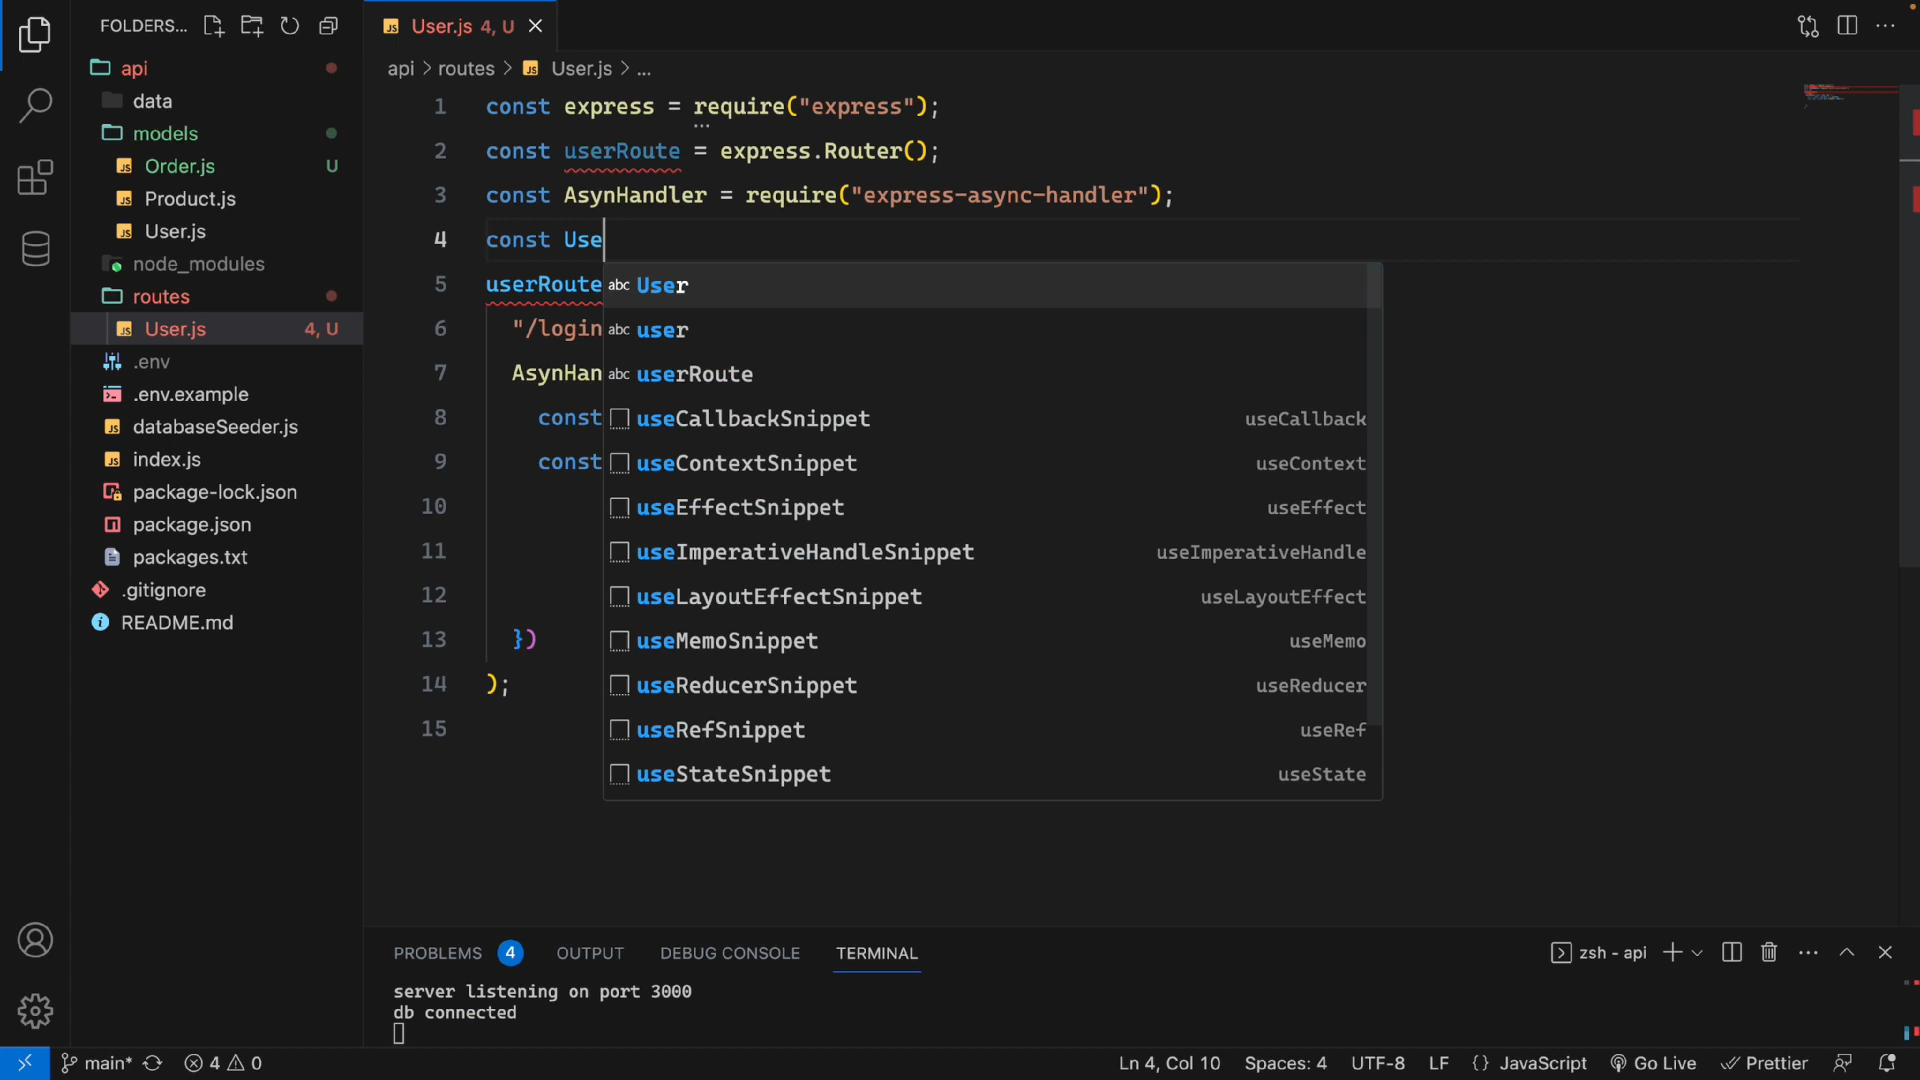 FOLDERS...
api
data
models
Order.js U
Product.js
User.js
node_modules
routes
User.js 4, U
.env
.env.example
databaseSeeder.js
index.js
package-lock.json
package.json
packages.txt
.gitignore
README.md
User.js 4, U
api > routes > JS User.js > ...
1 const express = require("express");
2 const userRoute = express.Router();
3 const AsynHandler = require("express-async-handler");
4 const Use
5 userRoute
6 "/login
7 AsynHan
8 const
9 const
10
11
12
13 })
14 );
15
abc User
abc user
abc userRoute
useCallbackSnippet useCallback
useContextSnippet useContext
useEffectSnippet useEffect
useImperativeHandleSnippet useImperativeHandle
useLayoutEffectSnippet useLayoutEffect
useMemoSnippet useMemo
useReducerSnippet useReducer
useRefSnippet useRef
useStateSnippet useState
PROBLEMS 4 OUTPUT DEBUG CONSOLE TERMINAL zsh - api
server listening on port 3000
db connected
main* 4 0 Ln 4, Col 10 Spaces: 4 UTF-8 LF {} JavaScript Go Live Prettier